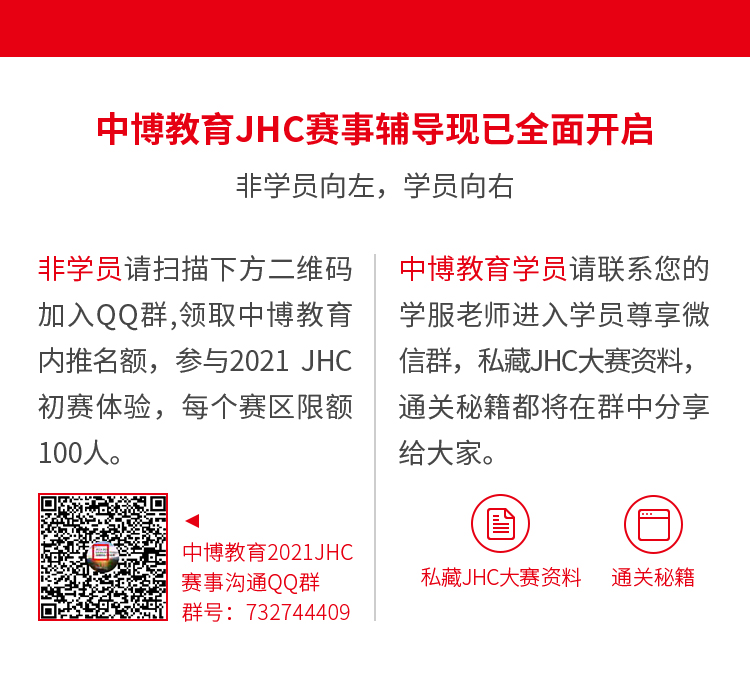 中博教育JHC赛事辅导现已全面开启
非学员向左，学员向右
非学员请扫描下方二维码
加入QQ群,领取中博教育
内推名额，参与2021 JHC
初赛体验，每个赛区限额
100人。
中博教育2021JHC
赛事沟通QQ群
群号：732744409
中博教育学员请联系您的
学服老师进入学员尊享微
信群，私藏JHC大赛资料，
通关秘籍都将在群中分享
给大家。
私藏JHC大赛资料
通关秘籍